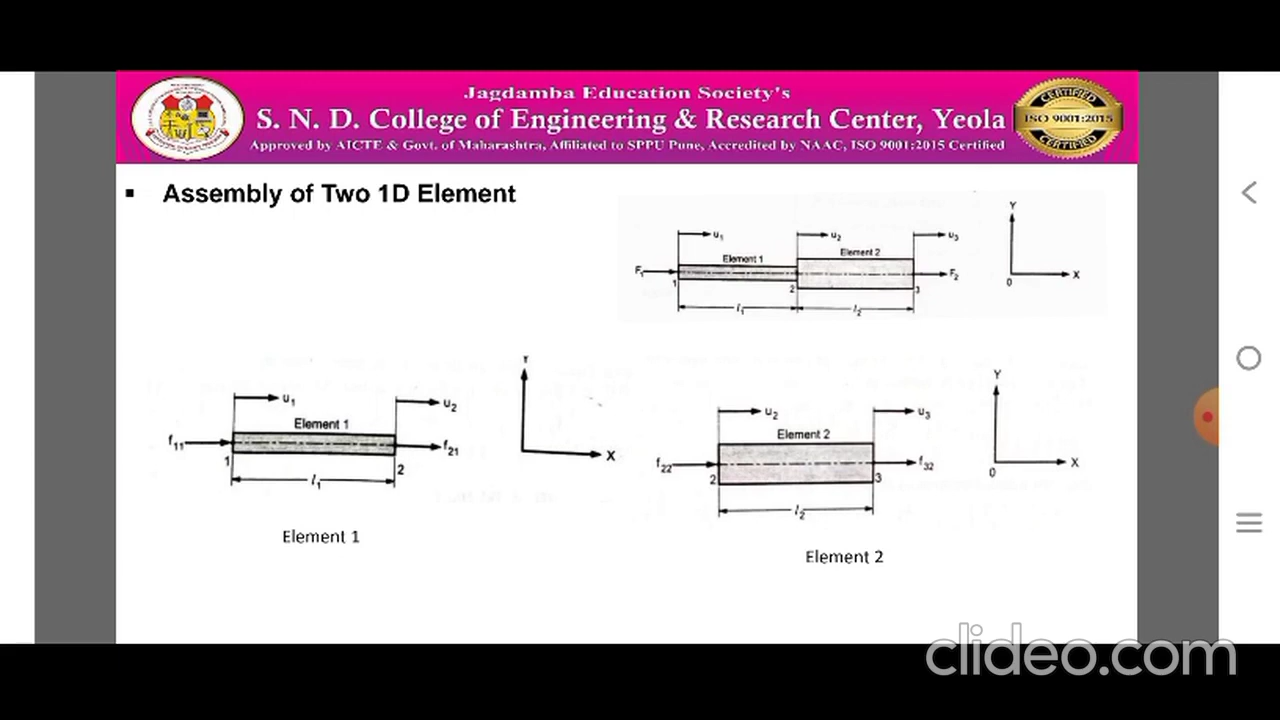 Jagdamba Education Society's
S. N. D. College of Engineering & Research Center, Yeola
Approved by AICTE & Govt. of Maharashtra, Affiliated to SPPU Pune, Accredited by NAAC, ISO 9001:2015 Certified
CERTIFIED
ISO 9001:2015
CERTIFIED
▪ Assembly of Two 1D Element
u₁ u₂ u₃ Y
Element 1 Element 2
F₁ F₂ X
1 2 3 0
l₁ l₂
u₁ u₂ Y
Element 1
f₁₁ f₂₁ X
1 2
l₁
Element 1
u₂ u₃ Y
Element 2
f₂₂ f₃₂ X
2 3 0
l₂
Element 2
clideo.com